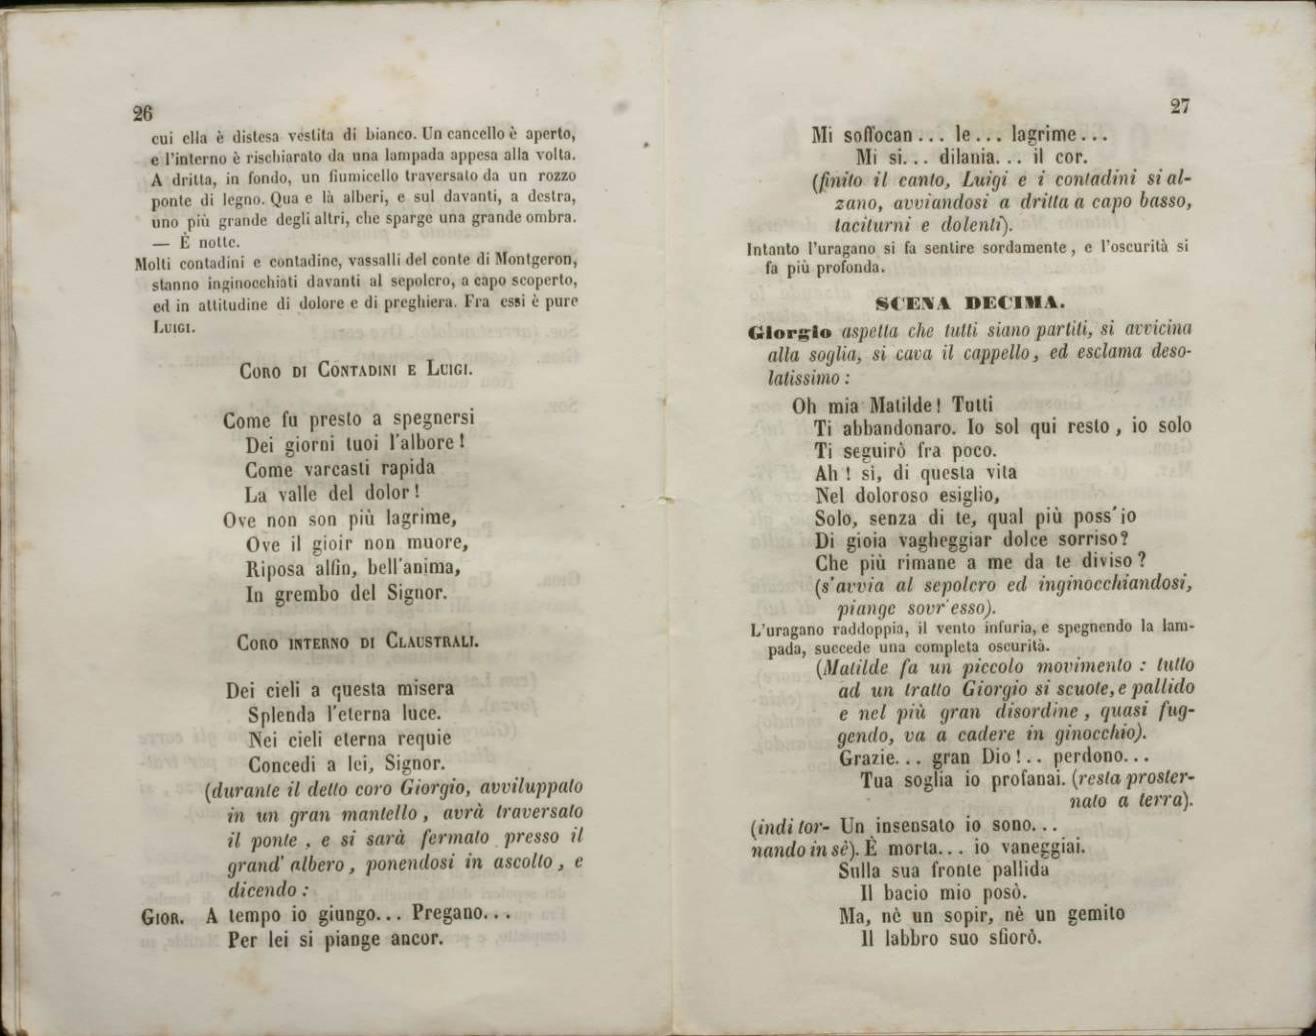 26
cui ella è distesa vestita di bianco. Un cancello è aperto,
e l'interno è rischiarato da una lampada appesa alla volta.
A dritta, in fondo, un fiumicello traversato da un rozzo
ponte di legno. Qua e là alberi, e sul davanti, a destra,
uno più grande degli altri, che sparge una grande ombra.
— È notte.
Molti contadini e contadine, vassalli del conte di Montgeron,
stanno inginocchiati davanti al sepolcro, a capo scoperto,
ed in attitudine di dolore e di preghiera. Fra essi è pure
LUIGI.
CORO DI CONTADINI E LUIGI.
Come fu presto a spegnersi
Dei giorni tuoi l'albore!
Come varcasti rapida
La valle del dolor!
Ove non son più lagrime,
Ove il gioir non muore,
Riposa alfin, bell'anima,
In grembo del Signor.
CORO INTERNO DI CLAUSTRALI.
Dei cieli a questa misera
Splenda l'eterna luce.
Nei cieli eterna requie
Concedi a lei, Signor.
(durante il detto coro Giorgio, avviluppato
in un gran mantello, avrà traversato
il ponte, e si sarà fermato presso il
grand' albero, ponendosi in ascolto, e
dicendo:
GIOR. A tempo io giungo... Pregano...
Per lei si piange ancor.
27
Mi soffocan... le... lagrime...
Mi si... dilania... il cor.
(finito il canto, Luigi e i contadini si al-
zano, avviandosi a dritta a capo basso,
taciturni e dolenti).
Intanto l'uragano si fa sentire sordamente, e l'oscurità si
fa più profonda.
SCENA DECIMA.
Giorgio aspetta che tutti siano partiti, si avvicina
alla soglia, si cava il cappello, ed esclama deso-
latissimo:
Oh mia Matilde! Tutti
Ti abbandonaro. Io sol qui resto, io solo
Ti seguirò fra poco.
Ah! sì, di questa vita
Nel doloroso esiglio,
Solo, senza di te, qual più poss'io
Di gioia vagheggiar dolce sorriso?
Che più rimane a me da te diviso?
(s'avvia al sepolcro ed inginocchiandosi,
piange sovr'esso).
L'uragano raddoppia, il vento infuria, e spegnendo la lam-
pada, succede una completa oscurità.
(Matilde fa un piccolo movimento: tutto
ad un tratto Giorgio si scuote, e pallido
e nel più gran disordine, quasi fug-
gendo, va a cadere in ginocchio).
Grazie... gran Dio!.. perdono...
Tua soglia io profanai. (resta proster-
nato a terra).
(indi tor- Un insensato io sono...
nando in sè). È morta... io vaneggiai.
Sulla sua fronte pallida
Il bacio mio posò.
Ma, nè un sopir, nè un gemito
Il labbro suo sfiorò.